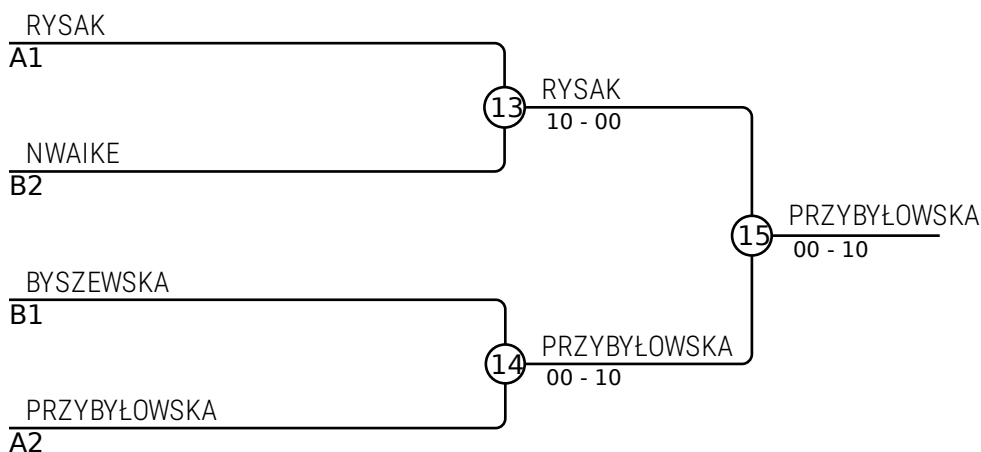 RYSAK
A1
13
RYSAK
10 - 00
NWAIKE
B2
15
PRZYBYŁOWSKA
00 - 10
BYSZEWSKA
B1
14
PRZYBYŁOWSKA
00 - 10
PRZYBYŁOWSKA
A2